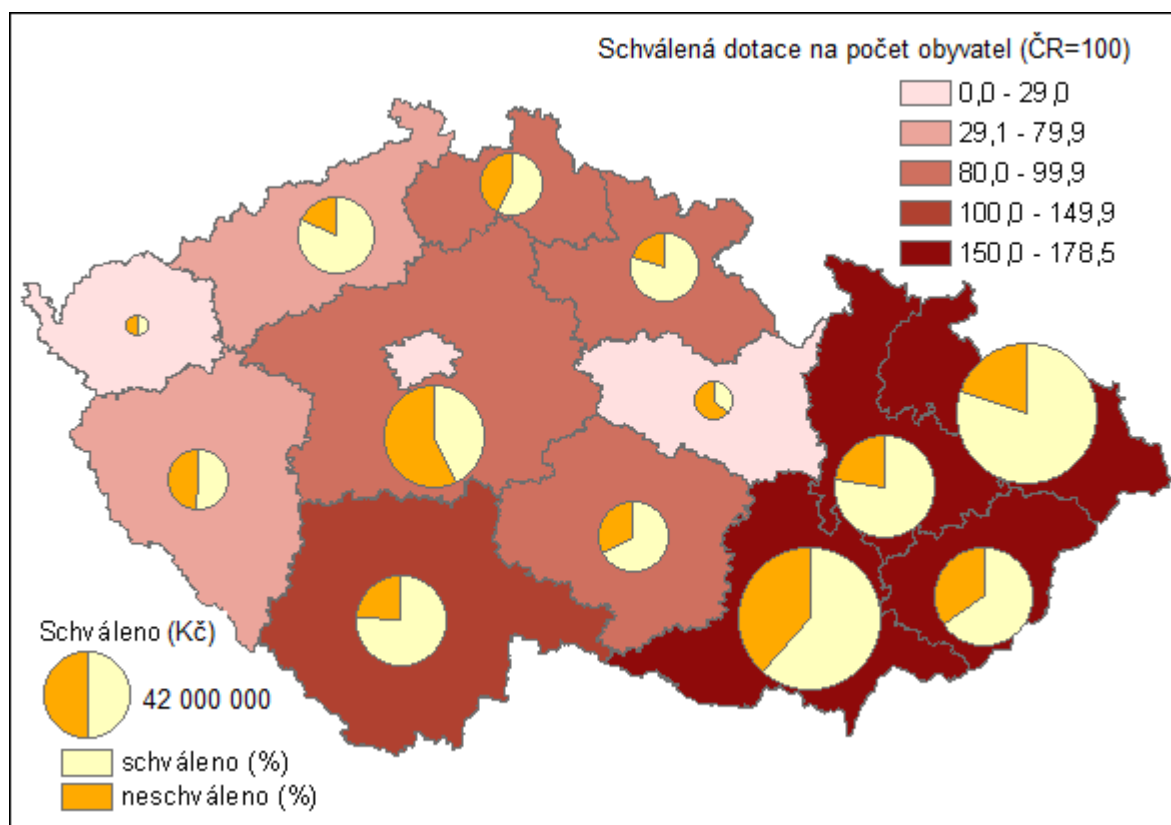 Schválená dotace na počet obyvatel (ČR=100)
0,0 - 29,0
29,1 - 79,9
80,0 - 99,9
100,0 - 149,9
150,0 - 178,5
Schváleno (Kč)
42 000 000
schváleno (%)
neschváleno (%)